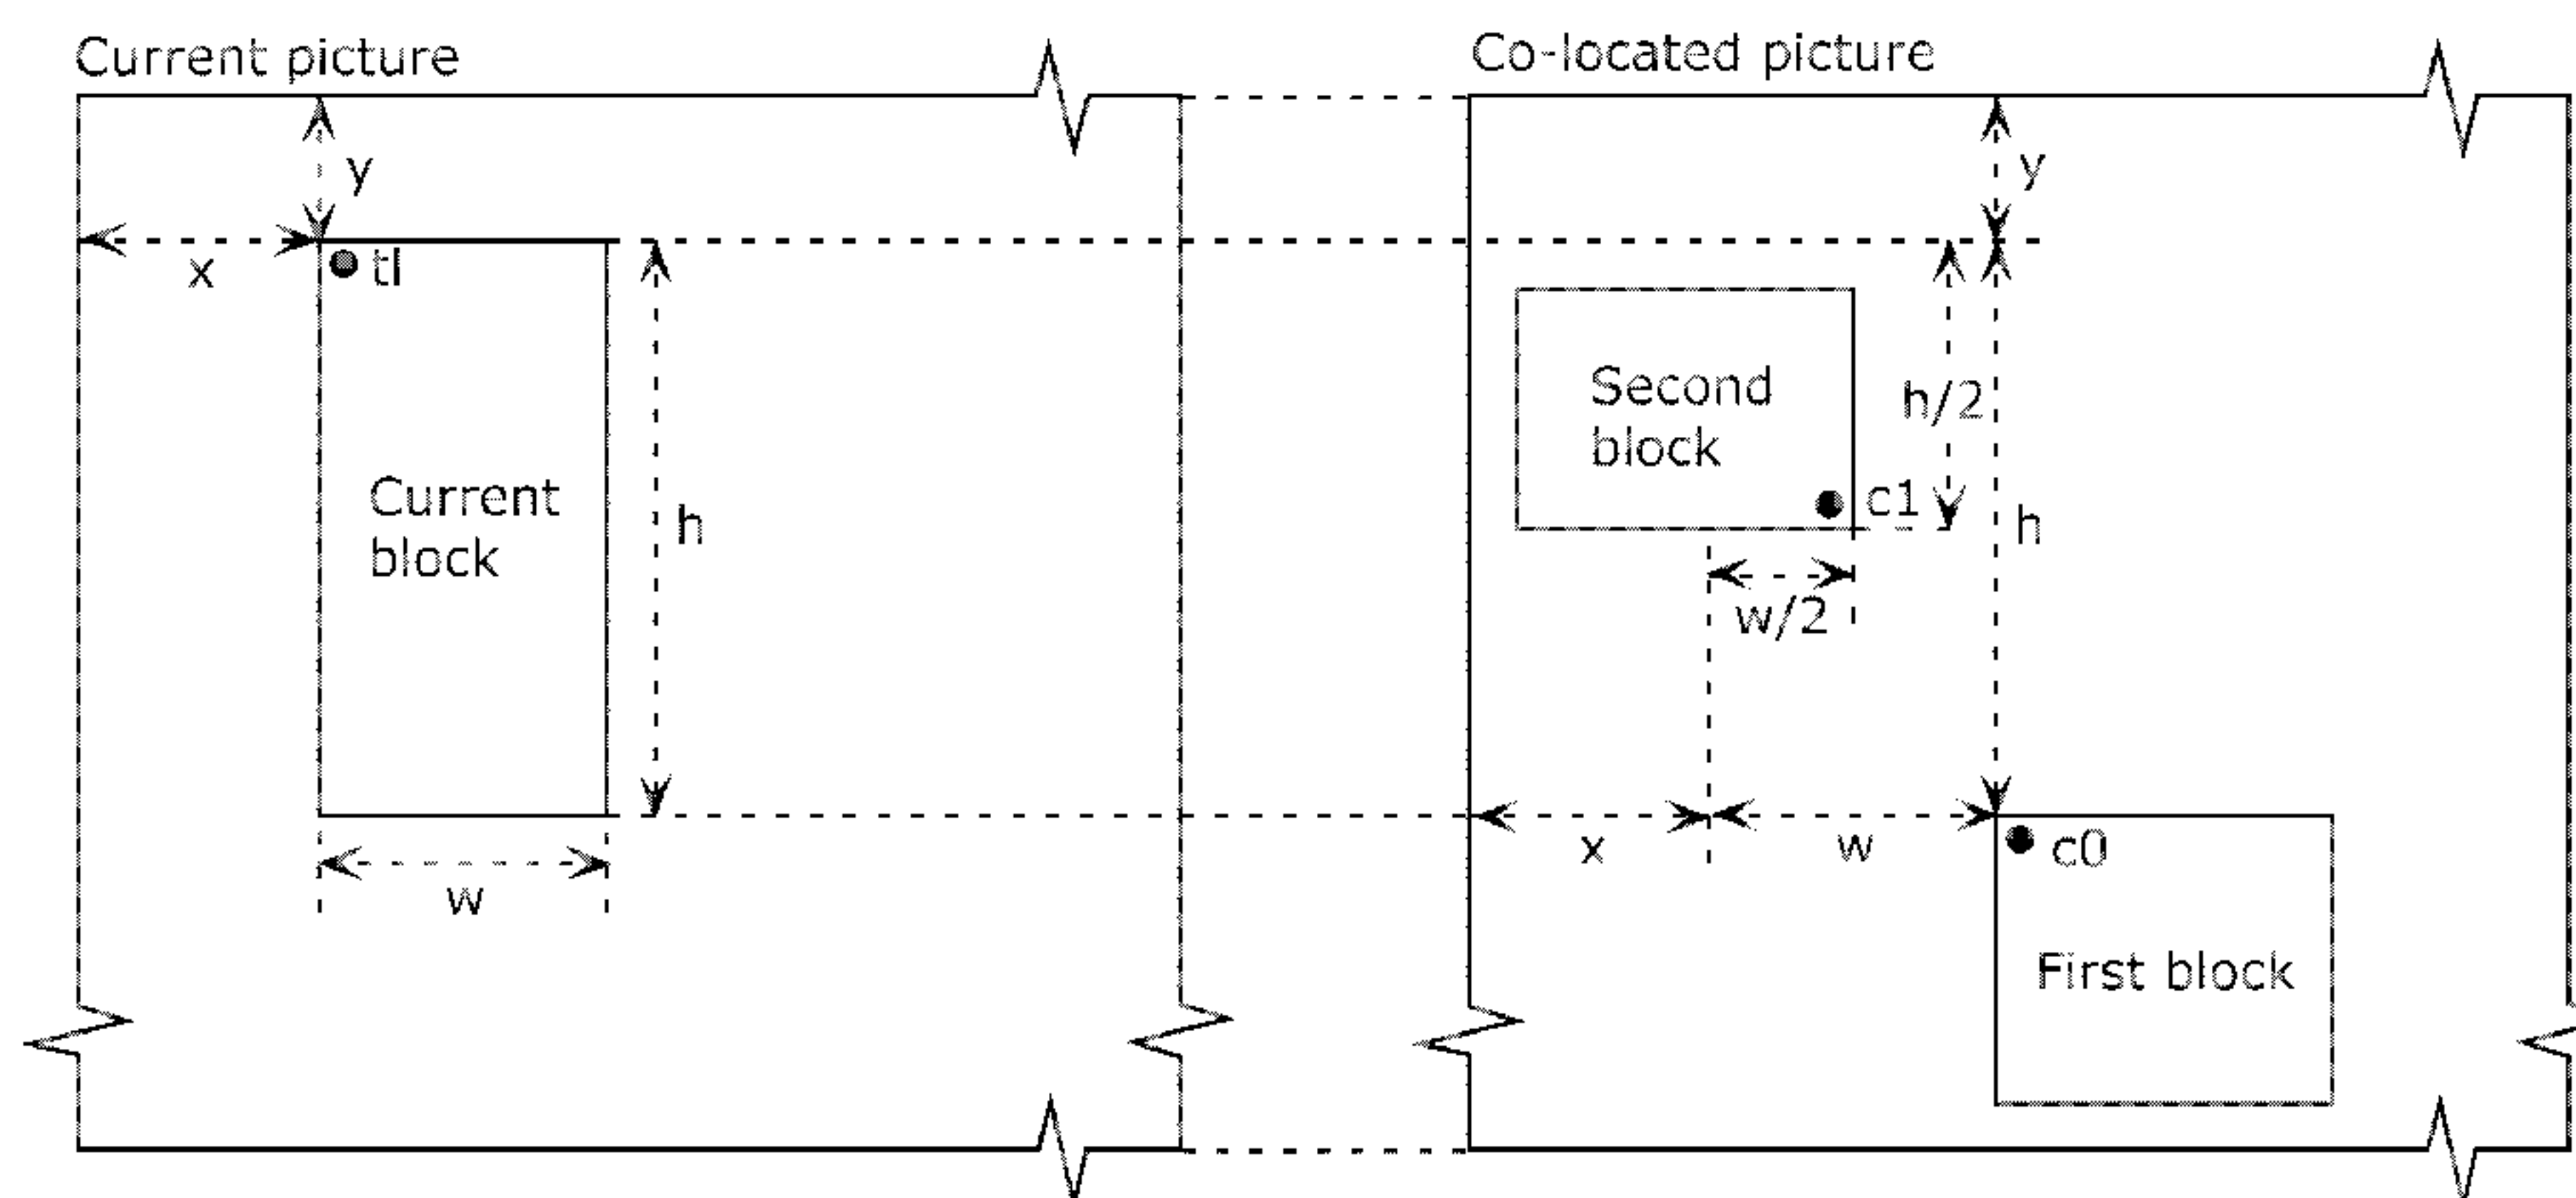 Current picture
y
x
tl
Current
block
h
w
Co-located picture
y
Second
block
h/2
c1
h
w/2
x
w
c0
First block